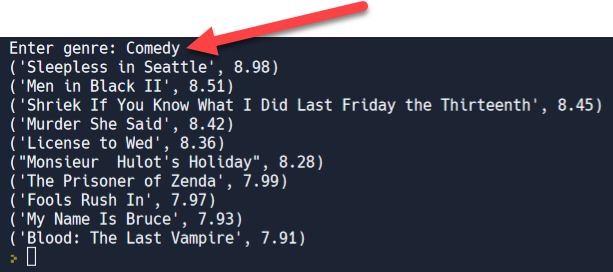 Enter genre: Comedy
('Sleepless in Seattle', 8.98)
('Men in Black II', 8.51)
('Shriek If You Know What I Did Last Friday the Thirteenth', 8.45)
('Murder She Said', 8.42)
('License to Wed', 8.36)
("Monsieur  Hulot's Holiday", 8.28)
('The Prisoner of Zenda', 7.99)
('Fools Rush In', 7.97)
('My Name Is Bruce', 7.93)
('Blood: The Last Vampire', 7.91)
>